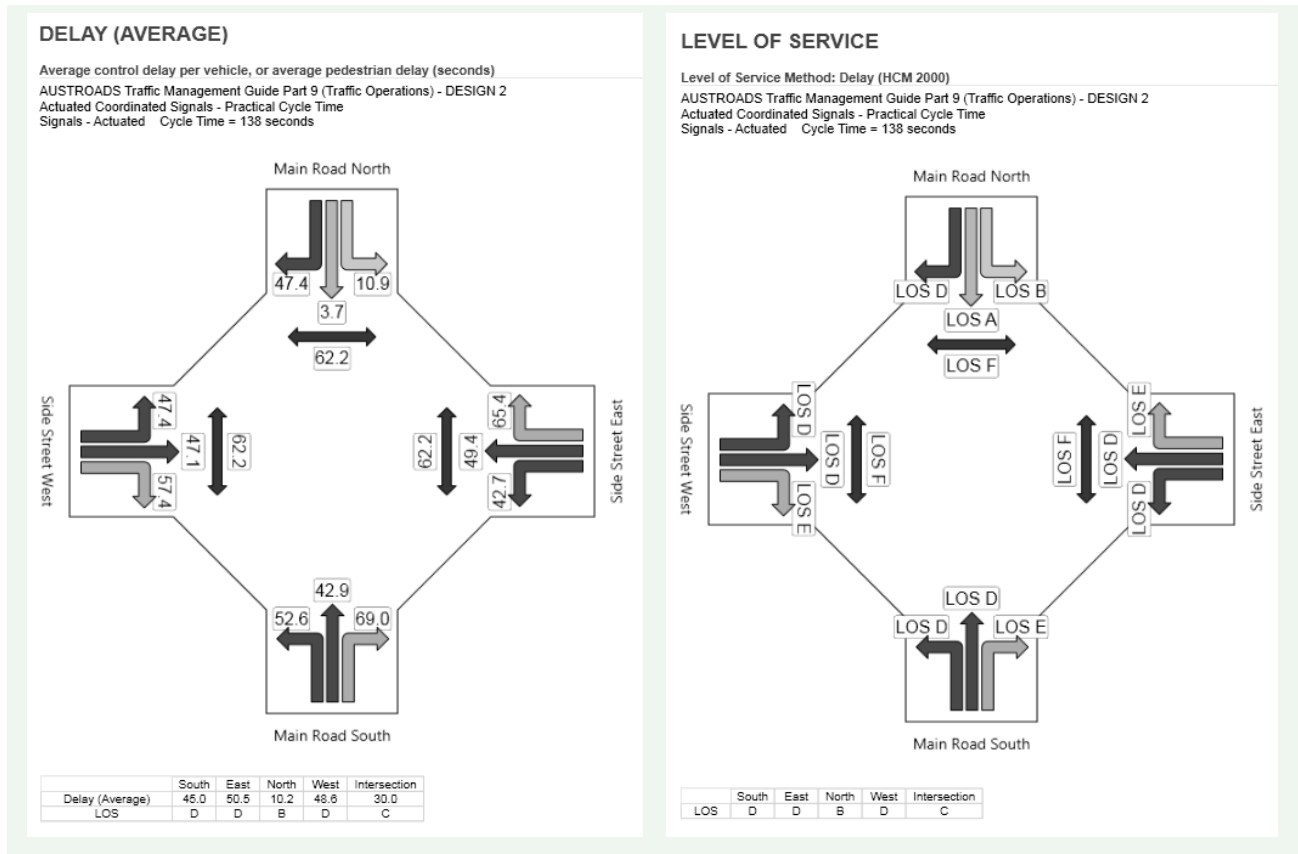 DELAY (AVERAGE)
Average control delay per vehicle, or average pedestrian delay (seconds)
AUSTROADS Traffic Management Guide Part 9 (Traffic Operations) - DESIGN 2
Actuated Coordinated Signals - Practical Cycle Time
Signals - Actuated Cycle Time = 138 seconds
Main Road North
47.4
10.9
3.7
62.2
Side Street West
47.4
47.1
57.4
62.2
62.2
49.4
65.4
42.7
Side Street East
42.9
52.6
69.0
Main Road South
South East North West Intersection
Delay (Average) 45.0 50.5 10.2 48.6 30.0
LOS D D B D C
LEVEL OF SERVICE
Level of Service Method: Delay (HCM 2000)
AUSTROADS Traffic Management Guide Part 9 (Traffic Operations) - DESIGN 2
Actuated Coordinated Signals - Practical Cycle Time
Signals - Actuated Cycle Time = 138 seconds
Main Road North
LOS D
LOS B
LOS A
LOS F
Side Street West
LOS D
LOS D
LOS E
LOS F
LOS F
LOS D
LOS E
LOS D
Side Street East
LOS D
LOS D
LOS E
Main Road South
South East North West Intersection
LOS D D B D C